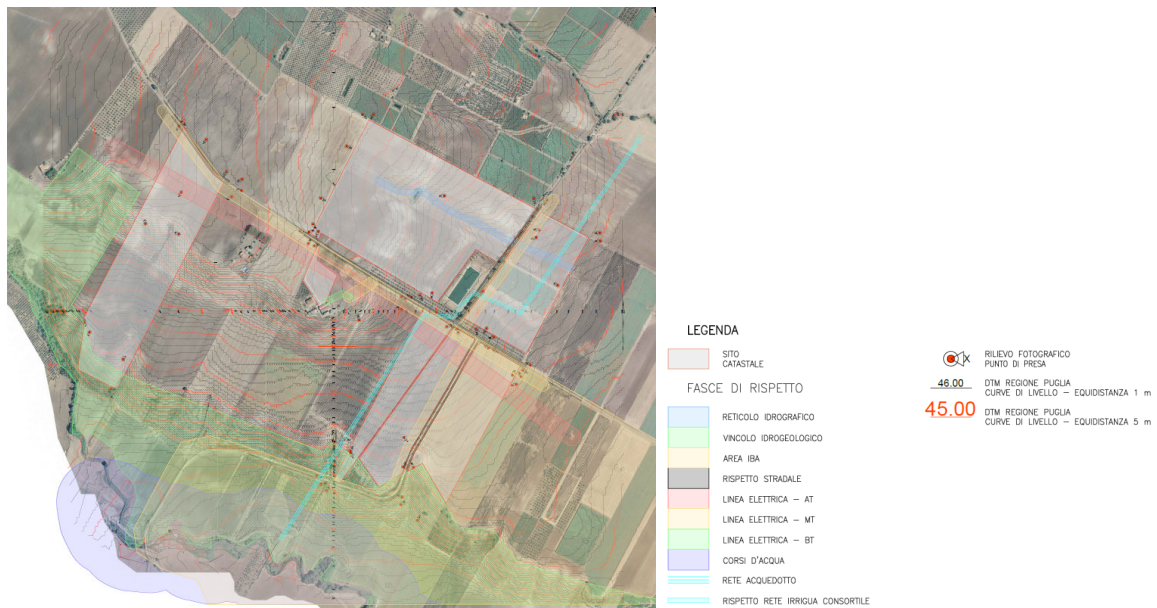 LEGENDA
SITO
CATASTALE
FASCE DI RISPETTO
RETICOLO IDROGRAFICO
VINCOLO IDROGEOLOGICO
AREA IBA
RISPETTO STRADALE
LINEA ELETTRICA – AT
LINEA ELETTRICA – MT
LINEA ELETTRICA – BT
CORSI D'ACQUA
RETE ACQUEDOTTO
RISPETTO RETE IRRIGUA CONSORTILE
X
RILIEVO FOTOGRAFICO
PUNTO DI PRESA
46.00
DTM REGIONE PUGLIA
CURVE DI LIVELLO – EQUIDISTANZA 1 m
45.00
DTM REGIONE PUGLIA
CURVE DI LIVELLO – EQUIDISTANZA 5 m